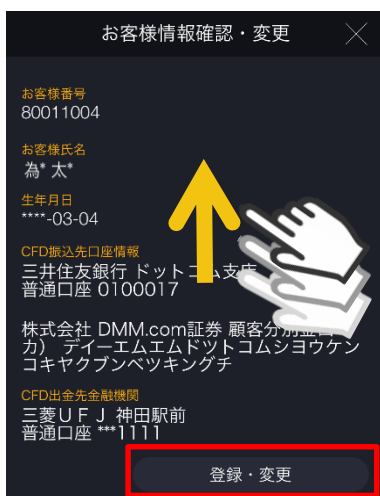 お客様情報確認・変更
お客様番号
80011004
お客様氏名
為* 太*
生年月日
****-03-04
CFD振込先口座情報
三井住友銀行 ドットコム支店
普通口座 0100017
株式会社 DMM.com証券 顧客分別金口
カ） デイーエムエムドツトコムシヨウケン
コキヤクブンベツキングチ
CFD出金先金融機関
三菱ＵＦＪ 神田駅前
普通口座 ***1111
登録・変更